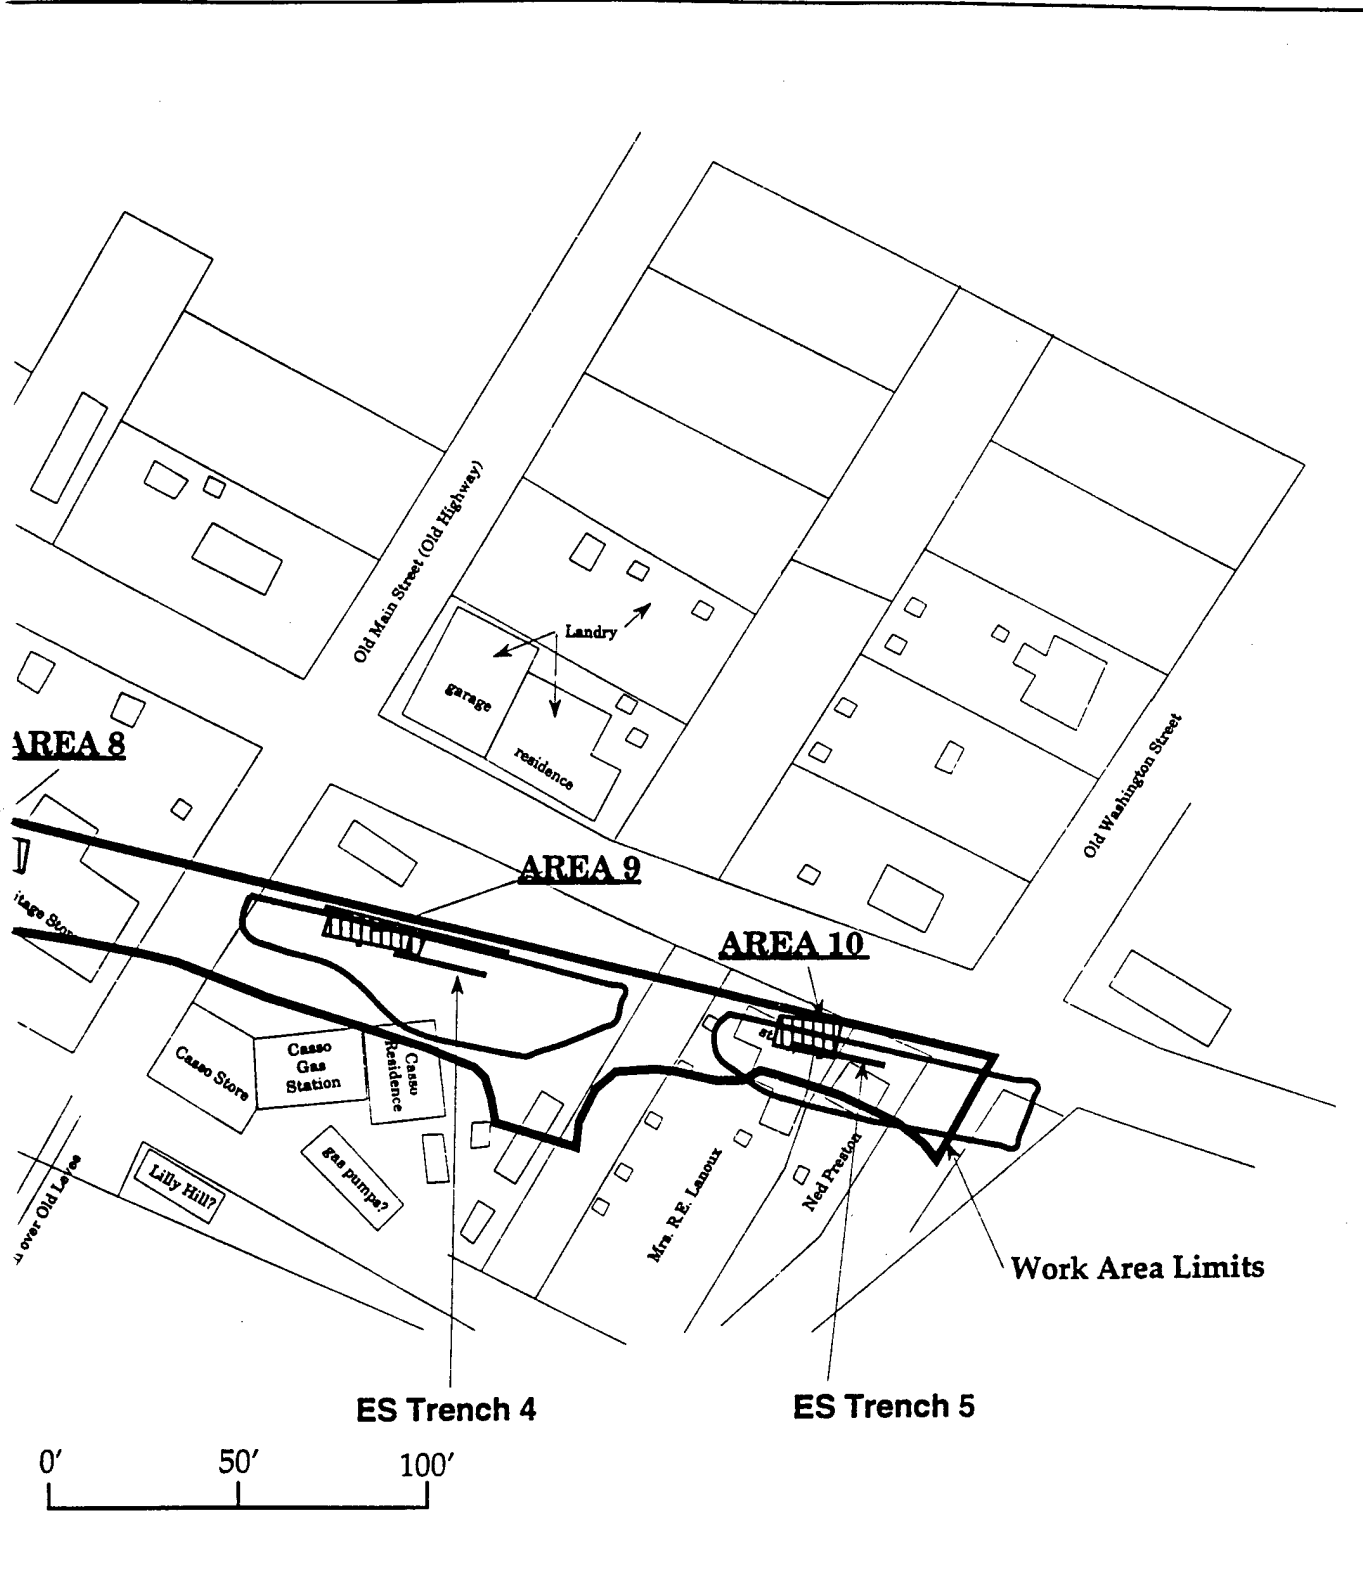 Old Main Street (Old Highway)
Landry
garage
residence
AREA 8
Old Washington Street
AREA 9
AREA 10
itage Store
st
Casso Store
Casso
Gas
Station
Casso
Residence
gas pumps?
Lilly Hill?
over Old Levee
Mrs. R.E. Lanoux
Ned Preston
Work Area Limits
ES Trench 4
ES Trench 5
0' 50' 100'